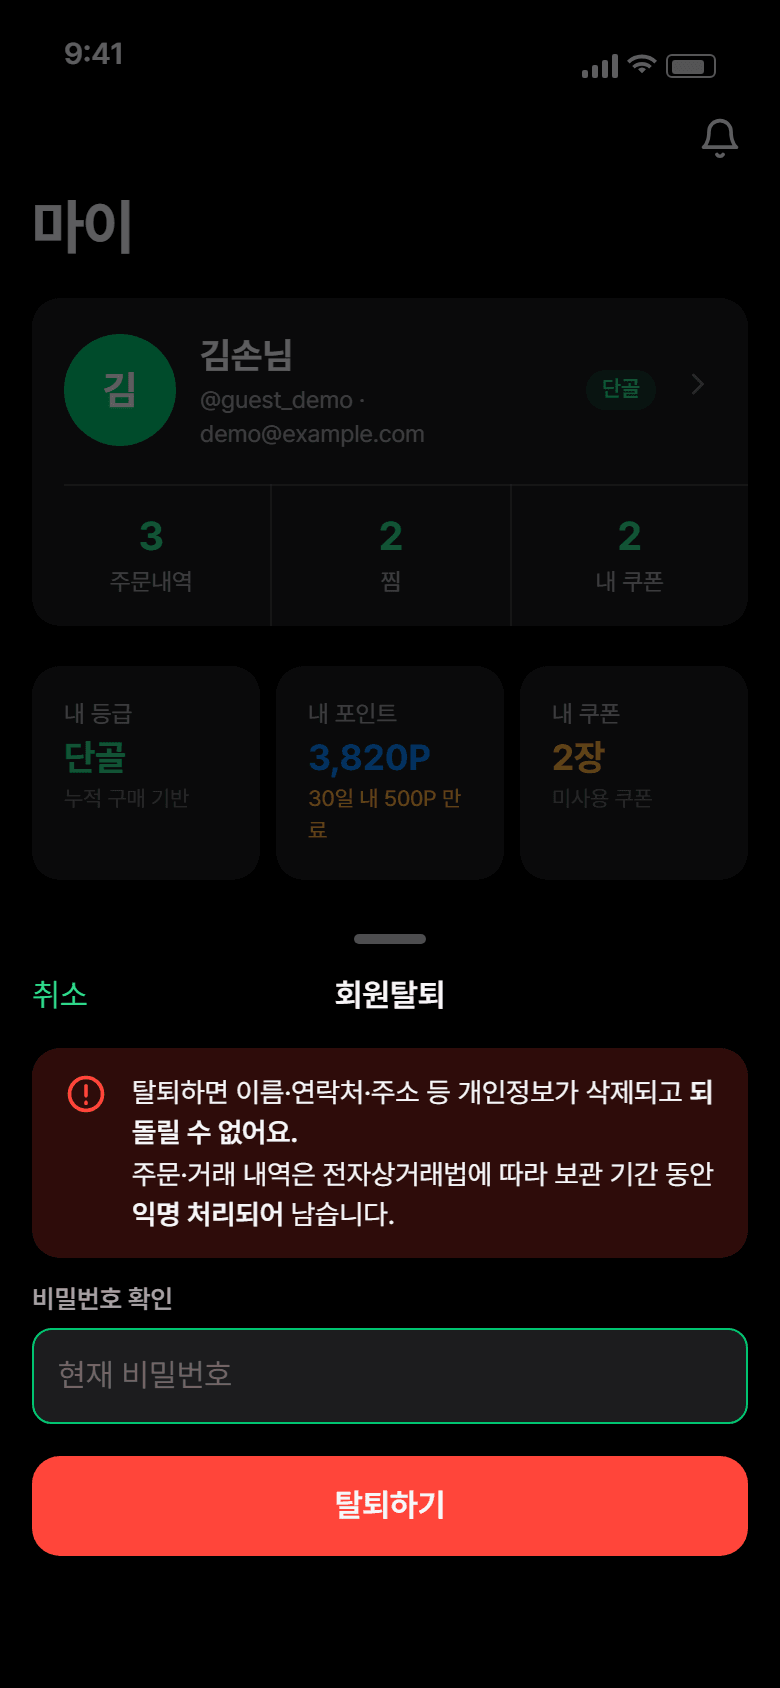 9:41
마이
김
김손님
@guest_demo ·
demo@example.com
단골
3
주문내역
2
찜
2
내 쿠폰
내 등급
단골
누적 구매 기반
내 포인트
3,820P
30일 내 500P 만
료
내 쿠폰
2장
미사용 쿠폰
취소
회원탈퇴
탈퇴하면 이름·연락처·주소 등 개인정보가 삭제되고 되
돌릴 수 없어요.
주문·거래 내역은 전자상거래법에 따라 보관 기간 동안
익명 처리되어 남습니다.
비밀번호 확인
현재 비밀번호
탈퇴하기